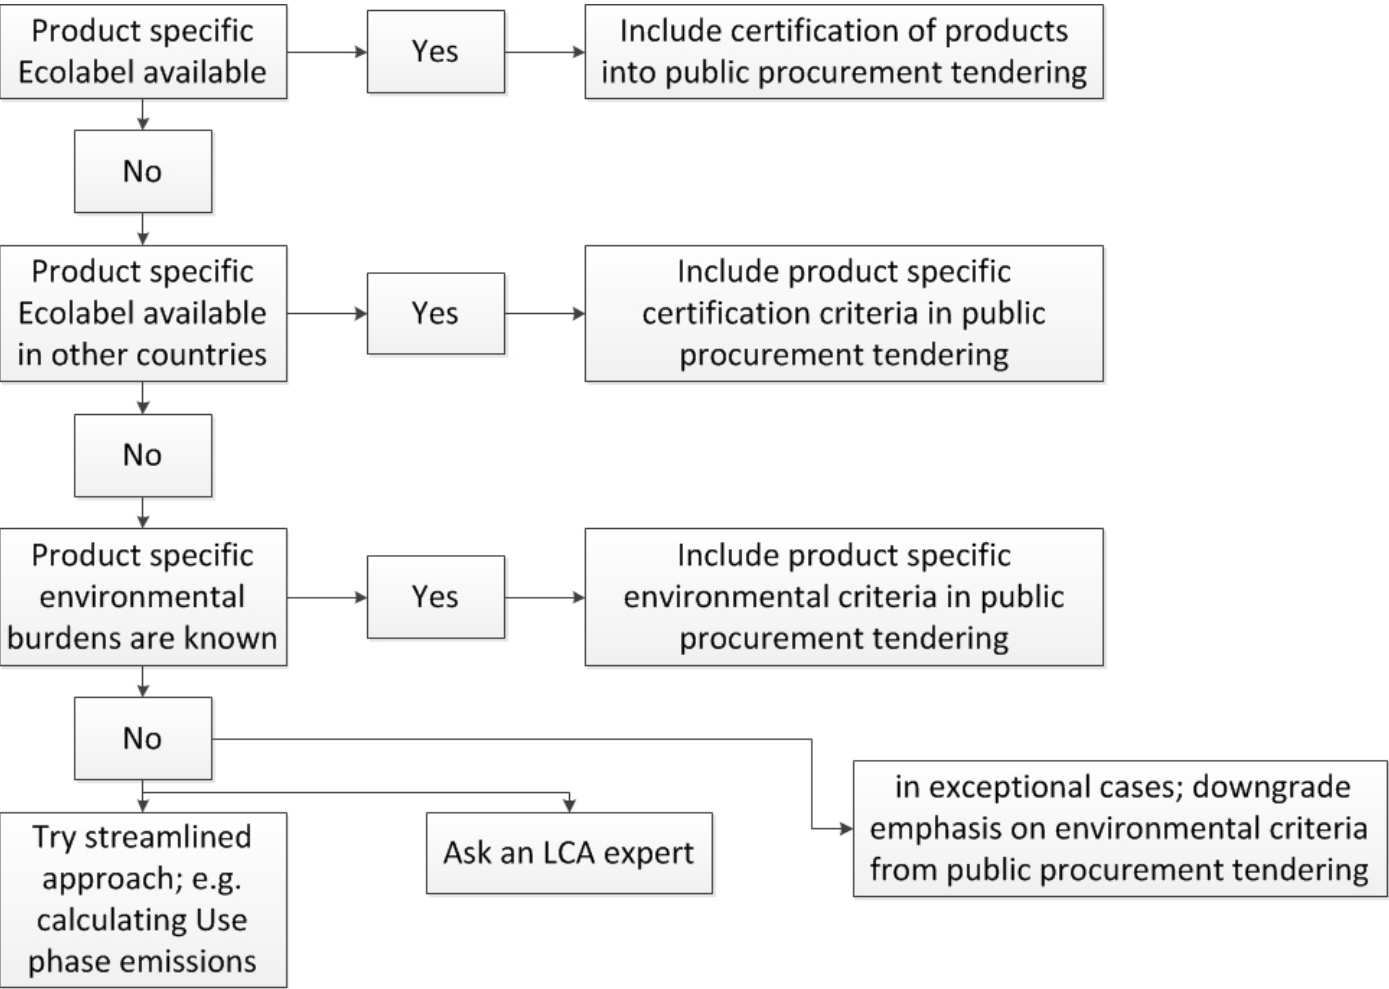 Product specific
Ecolabel available
Yes
Include certification of products
into public procurement tendering
No
Product specific
Ecolabel available
in other countries
Yes
Include product specific
certification criteria in public
procurement tendering
No
Product specific
environmental
burdens are known
Yes
Include product specific
environmental criteria in public
procurement tendering
No
in exceptional cases; downgrade
emphasis on environmental criteria
from public procurement tendering
Try streamlined
approach; e.g.
calculating Use
phase emissions
Ask an LCA expert